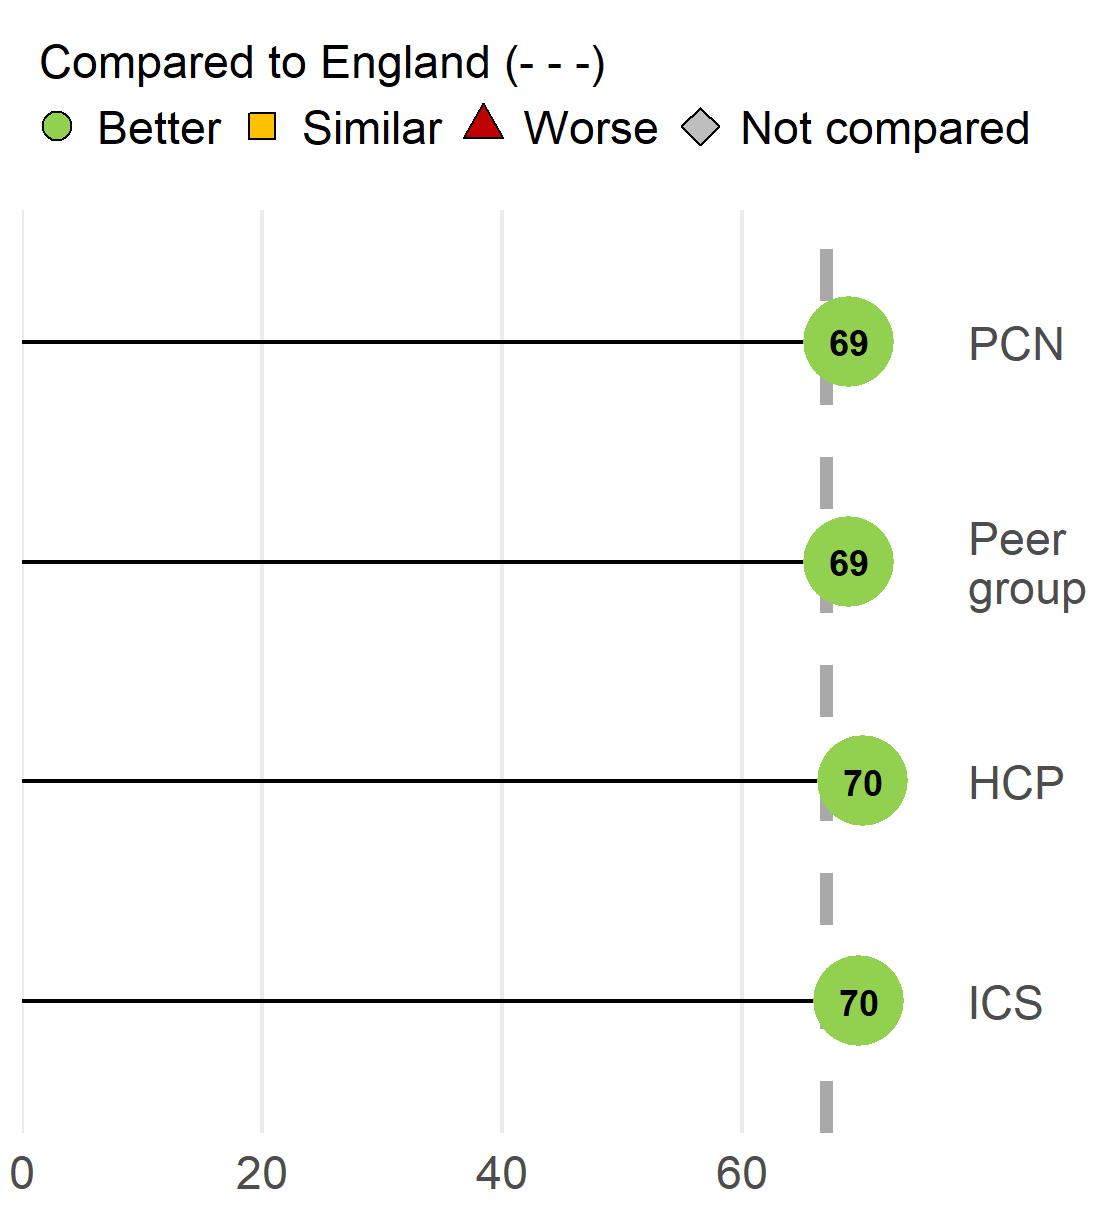 Compared to England (- - -)
Better Similar Worse Not compared
69 PCN
69 Peer
group
70 HCP
70 ICS
0 20 40 60